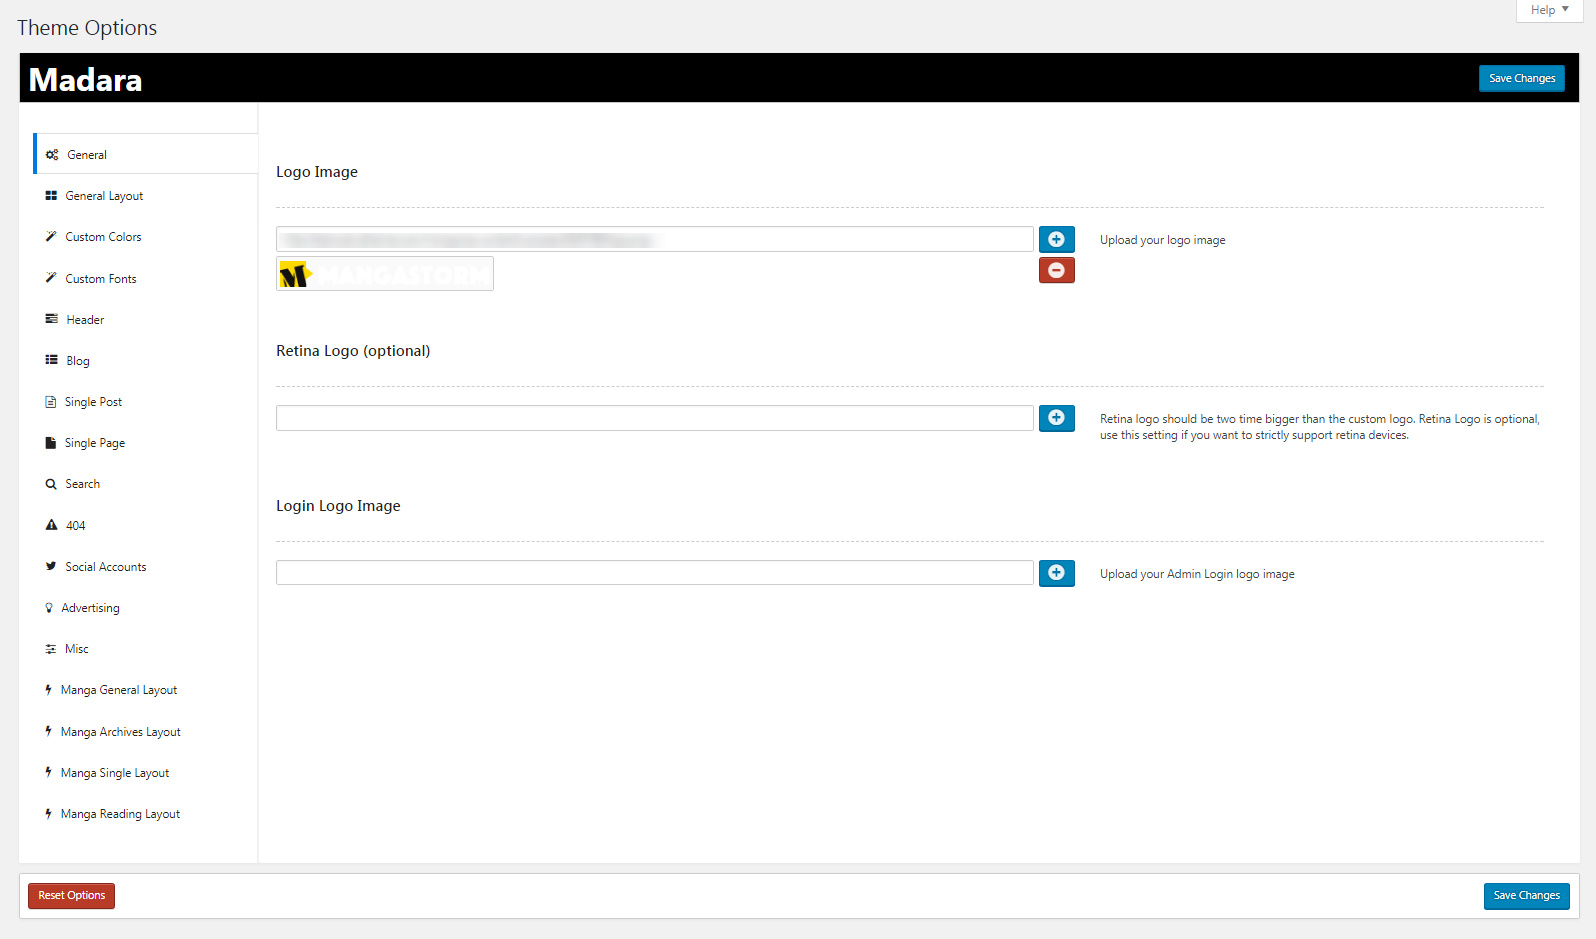 Help
Theme Options
Madara
Save Changes
General
General Layout
Custom Colors
Custom Fonts
Header
Blog
Single Post
Single Page
Search
404
Social Accounts
Advertising
Misc
Manga General Layout
Manga Archives Layout
Manga Single Layout
Manga Reading Layout
Logo Image
Upload your logo image
MANGASTORM
Retina Logo (optional)
Retina logo should be two time bigger than the custom logo. Retina Logo is optional,
use this setting if you want to strictly support retina devices.
Login Logo Image
Upload your Admin Login logo image
Reset Options
Save Changes